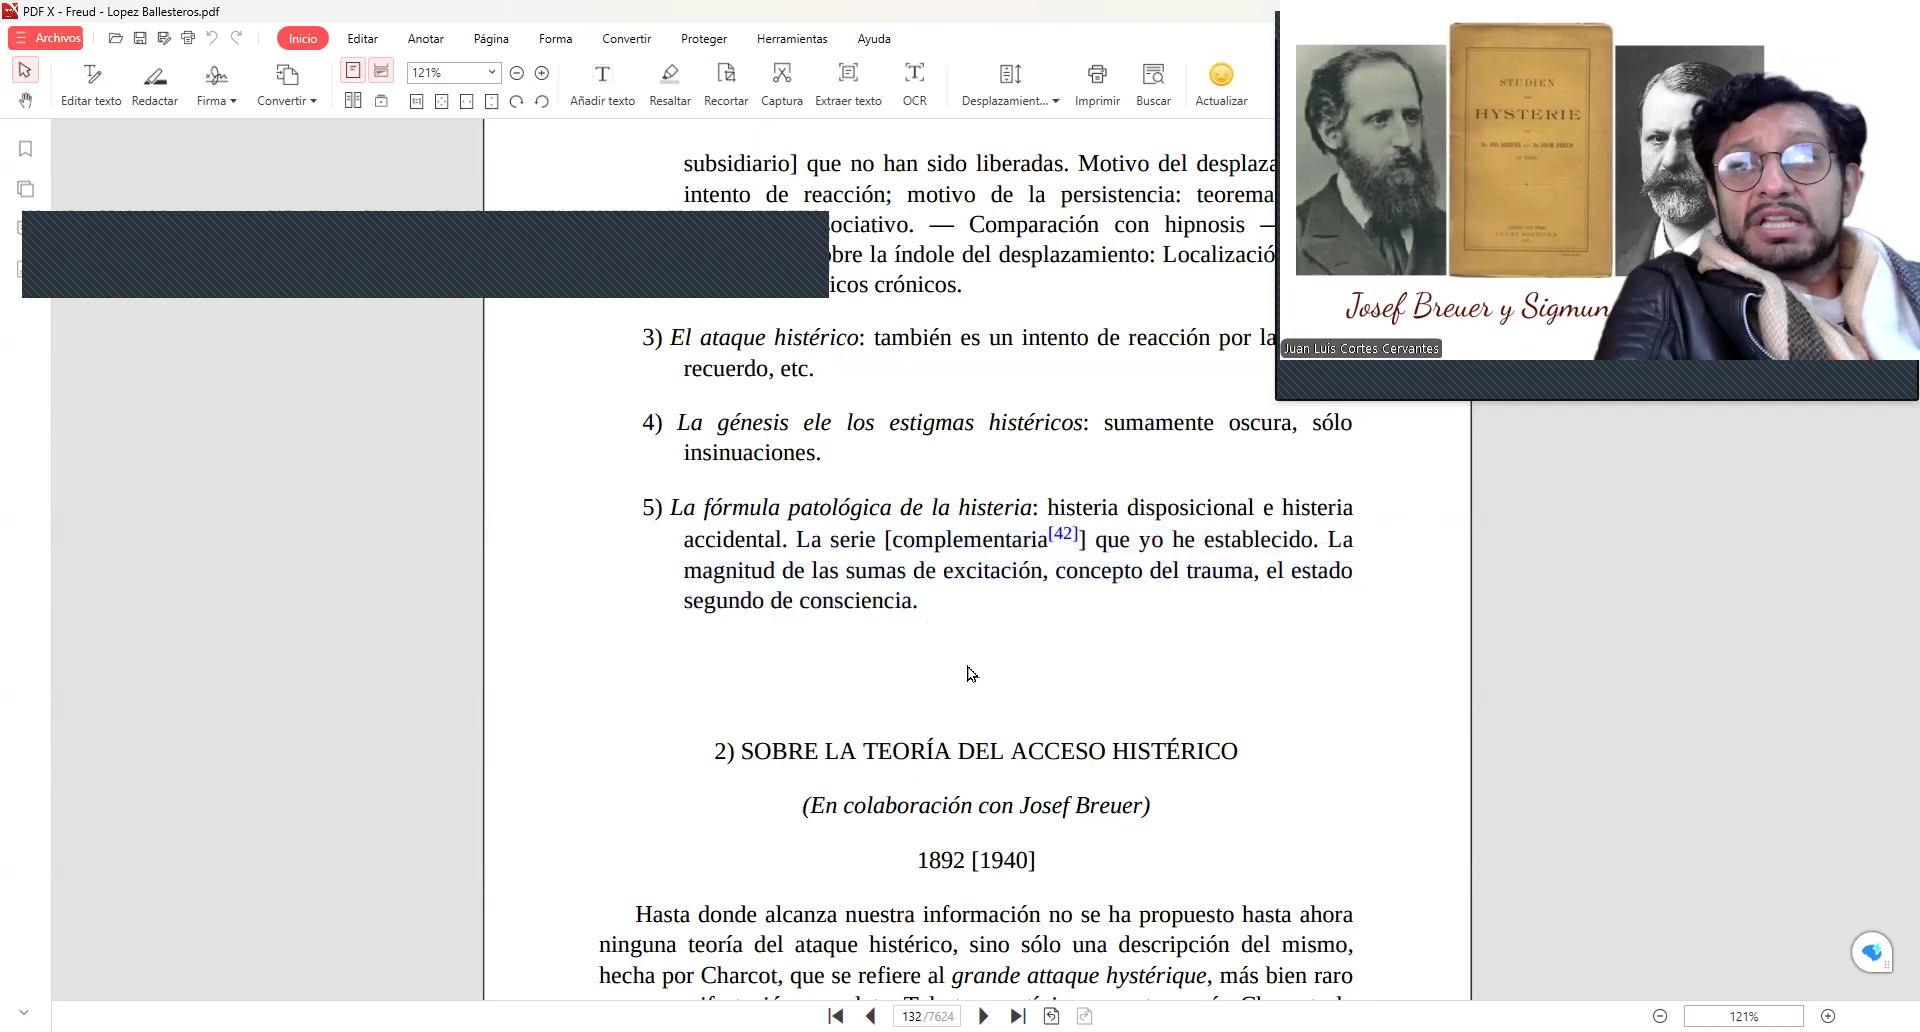 PDF X - Freud - Lopez Ballesteros.pdf
Archivos
Inicio
Editar
Anotar
Página
Forma
Convertir
Proteger
Herramientas
Ayuda
Editar texto
Redactar
Firma
Convertir
121%
Añadir texto
Resaltar
Recortar
Captura
Extraer texto
OCR
Desplazamient...
Imprimir
Buscar
Actualizar
STUDIEN
HYSTERIE
Josef Breuer y Sigmun
Juan Luis Cortes Cervantes
subsidiario] que no han sido liberadas. Motivo del desplaza
intento de reacción; motivo de la persistencia: teorema
ociativo. — Comparación con hipnosis —
obre la índole del desplazamiento: Localizació
icos crónicos.
3) El ataque histérico: también es un intento de reacción por la
recuerdo, etc.
4) La génesis ele los estigmas histéricos: sumamente oscura, sólo
insinuaciones.
5) La fórmula patológica de la histeria: histeria disposicional e histeria
accidental. La serie [complementaria[42]] que yo he establecido. La
magnitud de las sumas de excitación, concepto del trauma, el estado
segundo de consciencia.
2) SOBRE LA TEORÍA DEL ACCESO HISTÉRICO
(En colaboración con Josef Breuer)
1892 [1940]
Hasta donde alcanza nuestra información no se ha propuesto hasta ahora
ninguna teoría del ataque histérico, sino sólo una descripción del mismo,
hecha por Charcot, que se refiere al grande attaque hystérique, más bien raro
132 /7624
121%